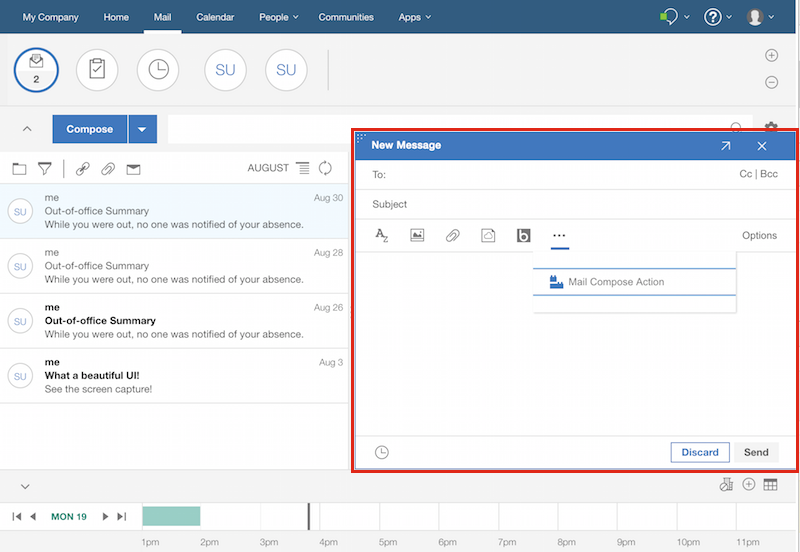 My Company Home Mail Calendar People Communities Apps ?
2 SU SU
Compose
New Message
To: Cc | Bcc
Subject
Options
Mail Compose Action
Discard Send
AUGUST
SU me Aug 30
Out-of-office Summary
While you were out, no one was notified of your absence.
SU me Aug 28
Out-of-office Summary
While you were out, no one was notified of your absence.
SU me Aug 26
Out-of-office Summary
While you were out, no one was notified of your absence.
SU me Aug 3
What a beautiful UI!
See the screen capture!
MON 19
1pm 2pm 3pm 4pm 5pm 6pm 7pm 8pm 9pm 10pm 11pm